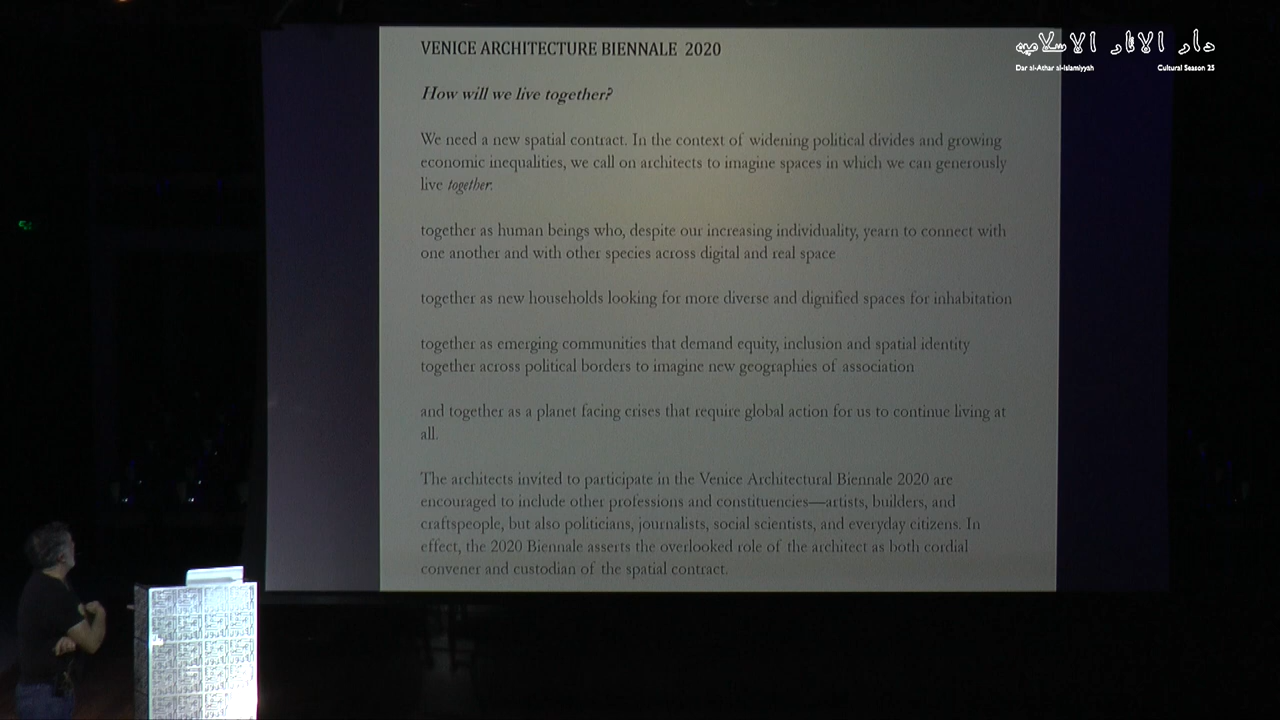 VENICE ARCHITECTURE BIENNALE 2020
How will we live together?
We need a new spatial contract. In the context of widening political divides and growing
economic inequalities, we call on architects to imagine spaces in which we can generously
live together.
together as human beings who, despite our increasing individuality, yearn to connect with
one another and with other species across digital and real space
together as new households looking for more diverse and dignified spaces for inhabitation
together as emerging communities that demand equity, inclusion and spatial identity
together across political borders to imagine new geographies of association
and together as a planet facing crises that require global action for us to continue living at
all.
The architects invited to participate in the Venice Architectural Biennale 2020 are
encouraged to include other professions and constituencies—artists, builders, and
craftspeople, but also politicians, journalists, social scientists, and everyday citizens. In
effect, the 2020 Biennale asserts the overlooked role of the architect as both cordial
convener and custodian of the spatial contract.
دار الآثار الإسلامية
Dar al-Athar al-Islamiyyah
Cultural Season 25